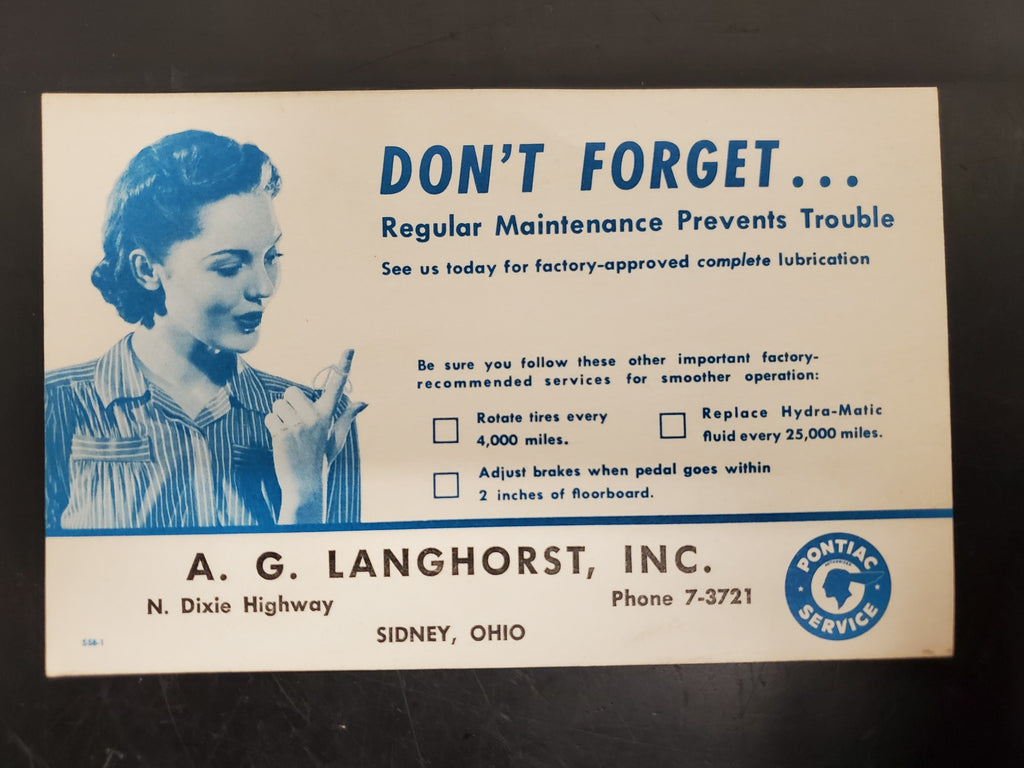 DON'T FORGET...
Regular Maintenance Prevents Trouble
See us today for factory-approved complete lubrication
Be sure you follow these other important factory-
recommended services for smoother operation:
Rotate tires every
4,000 miles.
Replace Hydra-Matic
fluid every 25,000 miles.
Adjust brakes when pedal goes within
2 inches of floorboard.
A. G. LANGHORST, INC.
N. Dixie Highway
Phone 7-3721
SIDNEY, OHIO
PONTIAC
SERVICE